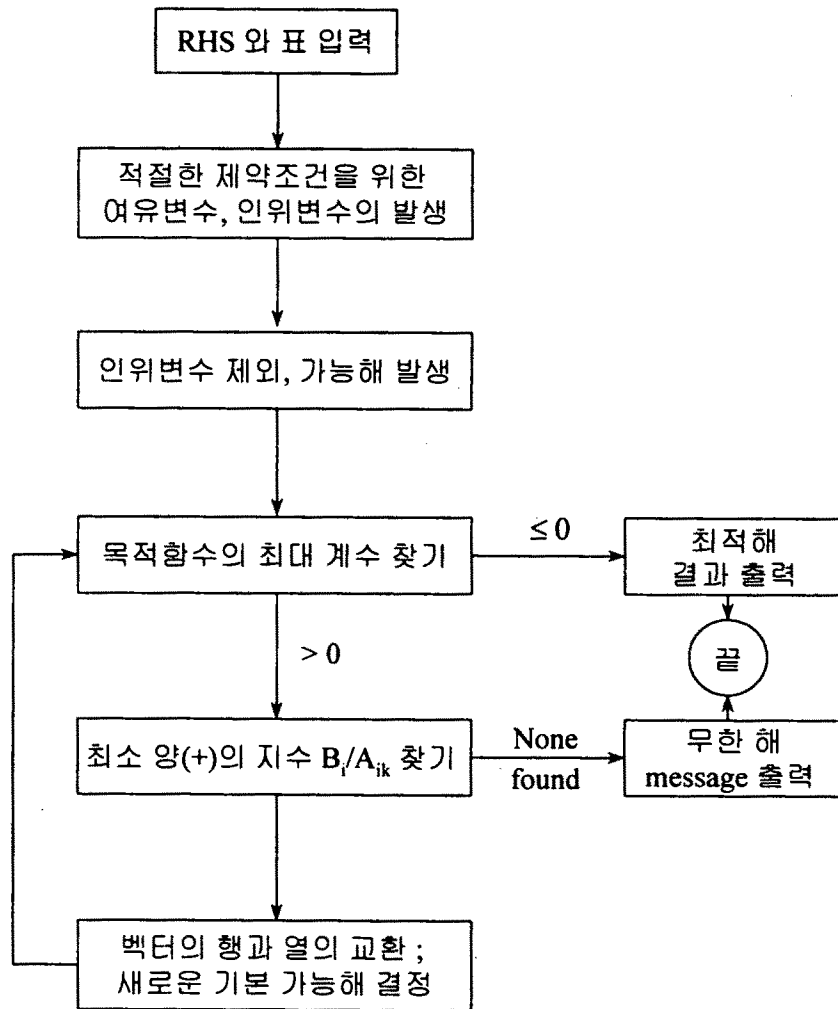 RHS 와 표 입력
적절한 제약조건을 위한
여유변수, 인위변수의 발생
인위변수 제외, 가능해 발생
목적함수의 최대 계수 찾기
≤ 0
최적해
결과 출력
끝
> 0
최소 양(+)의 지수 Bi/Aik 찾기
None
found
무한 해
message 출력
벡터의 행과 열의 교환 ;
새로운 기본 가능해 결정